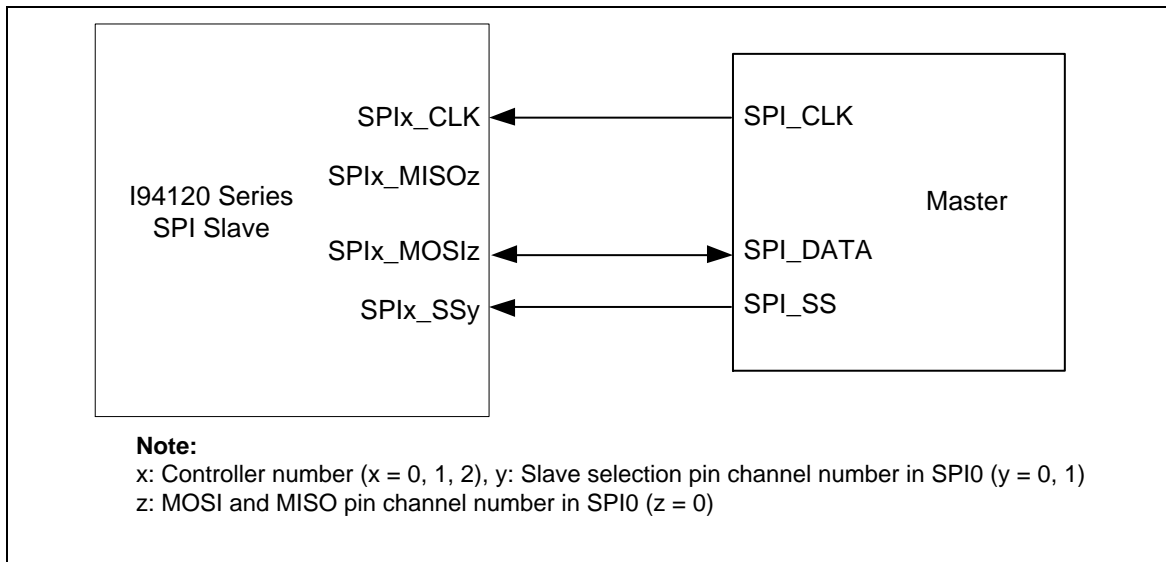 SPIx_CLK
SPI_CLK
SPIx_MISOz
I94120 Series
SPI Slave
Master
SPIx_MOSIz
SPI_DATA
SPIx_SSy
SPI_SS
Note:
x: Controller number (x = 0, 1, 2), y: Slave selection pin channel number in SPI0 (y = 0, 1)
z: MOSI and MISO pin channel number in SPI0 (z = 0)